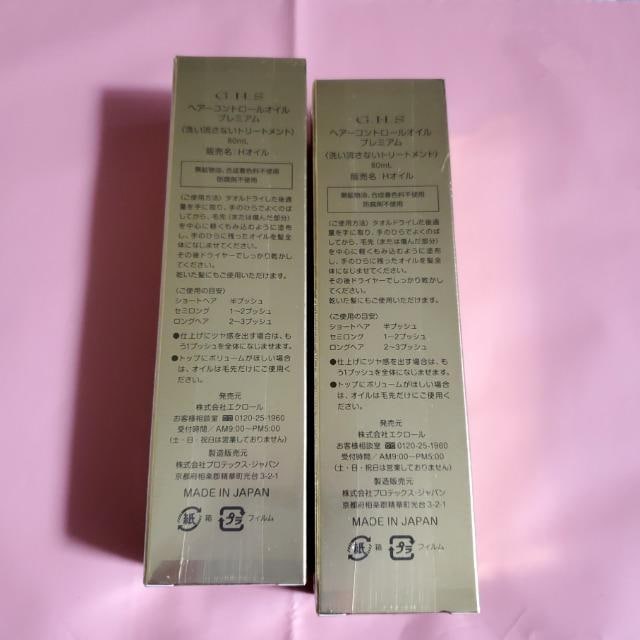 G.H.S
ヘアーコントロールオイル
プレミアム
(洗い流さないトリートメント)
80mL
販売名:Hオイル
無鉱物油、合成着色料不使用
防腐剤不使用
〈ご使用方法〉タオルドライした後適
量を手に取り、手のひらでよくのば
してから、毛先(または傷んだ部分)
を中心に軽くもみ込むように塗布
し、手のひらに残ったオイルを髪全
体になじませてください。
その後ドライヤーでしっかり乾かし
てください。
乾いた髪にもご使用いただけます。
〈ご使用の目安〉
ショートヘア 半プッシュ
セミロング 1〜2プッシュ
ロングヘア 2〜3プッシュ
●仕上げにツヤ感を出す場合は、も
う1プッシュを全体になじませます。
●トップにボリュームがほしい場合
は、オイルは毛先だけにご使用く
ださい。
発売元
株式会社エクロール
お客様相談室 0120-25-1960
受付時間/AM9:00〜PM5:00
(土・日・祝日は営業しておりません)
製造販売元
株式会社プロテックス・ジャパン
京都府相楽郡精華町光台3-2-1
MADE IN JAPAN
紙 箱 プラ フィルム
G.H.S
ヘアーコントロールオイル
プレミアム
(洗い流さないトリートメント)
80mL
販売名:Hオイル
無鉱物油、合成着色料不使用
防腐剤不使用
〈ご使用方法〉タオルドライした後適
量を手に取り、手のひらでよくのば
してから、毛先(または傷んだ部分)
を中心に軽くもみ込むように塗布
し、手のひらに残ったオイルを髪全
体になじませてください。
その後ドライヤーでしっかり乾かし
てください。
乾いた髪にもご使用いただけます。
〈ご使用の目安〉
ショートヘア 半プッシュ
セミロング 1〜2プッシュ
ロングヘア 2〜3プッシュ
●仕上げにツヤ感を出す場合は、も
う1プッシュを全体になじませます。
●トップにボリュームがほしい場合
は、オイルは毛先だけにご使用く
ださい。
発売元
株式会社エクロール
お客様相談室 0120-25-1960
受付時間/AM9:00〜PM5:00
(土・日・祝日は営業しておりません)
製造販売元
株式会社プロテックス・ジャパン
京都府相楽郡精華町光台3-2-1
MADE IN JAPAN
紙 箱 プラ フィルム